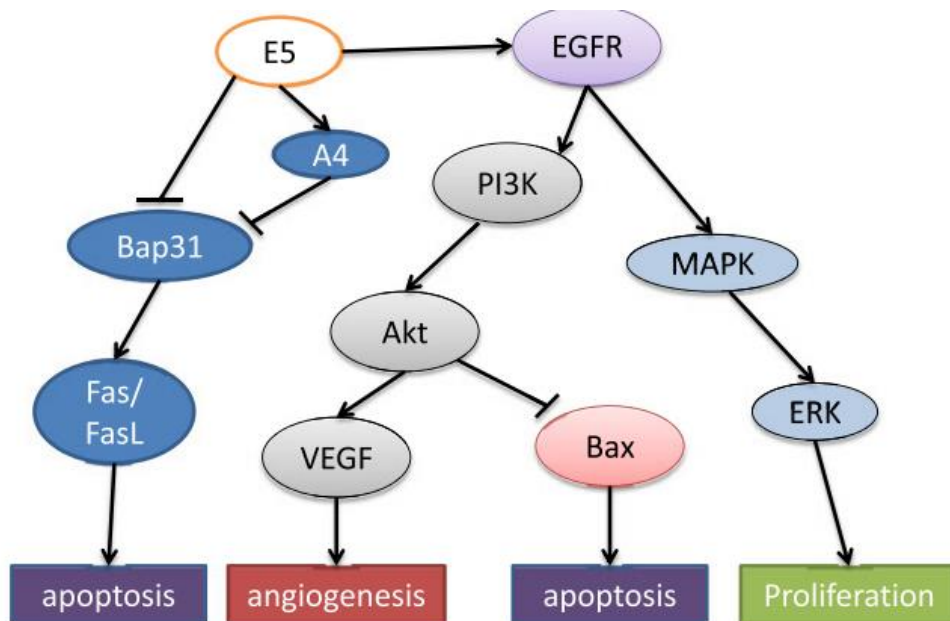 E5
EGFR
A4
PI3K
Bap31
MAPK
Akt
Fas/
FasL
ERK
VEGF
Bax
apoptosis
angiogenesis
apoptosis
Proliferation